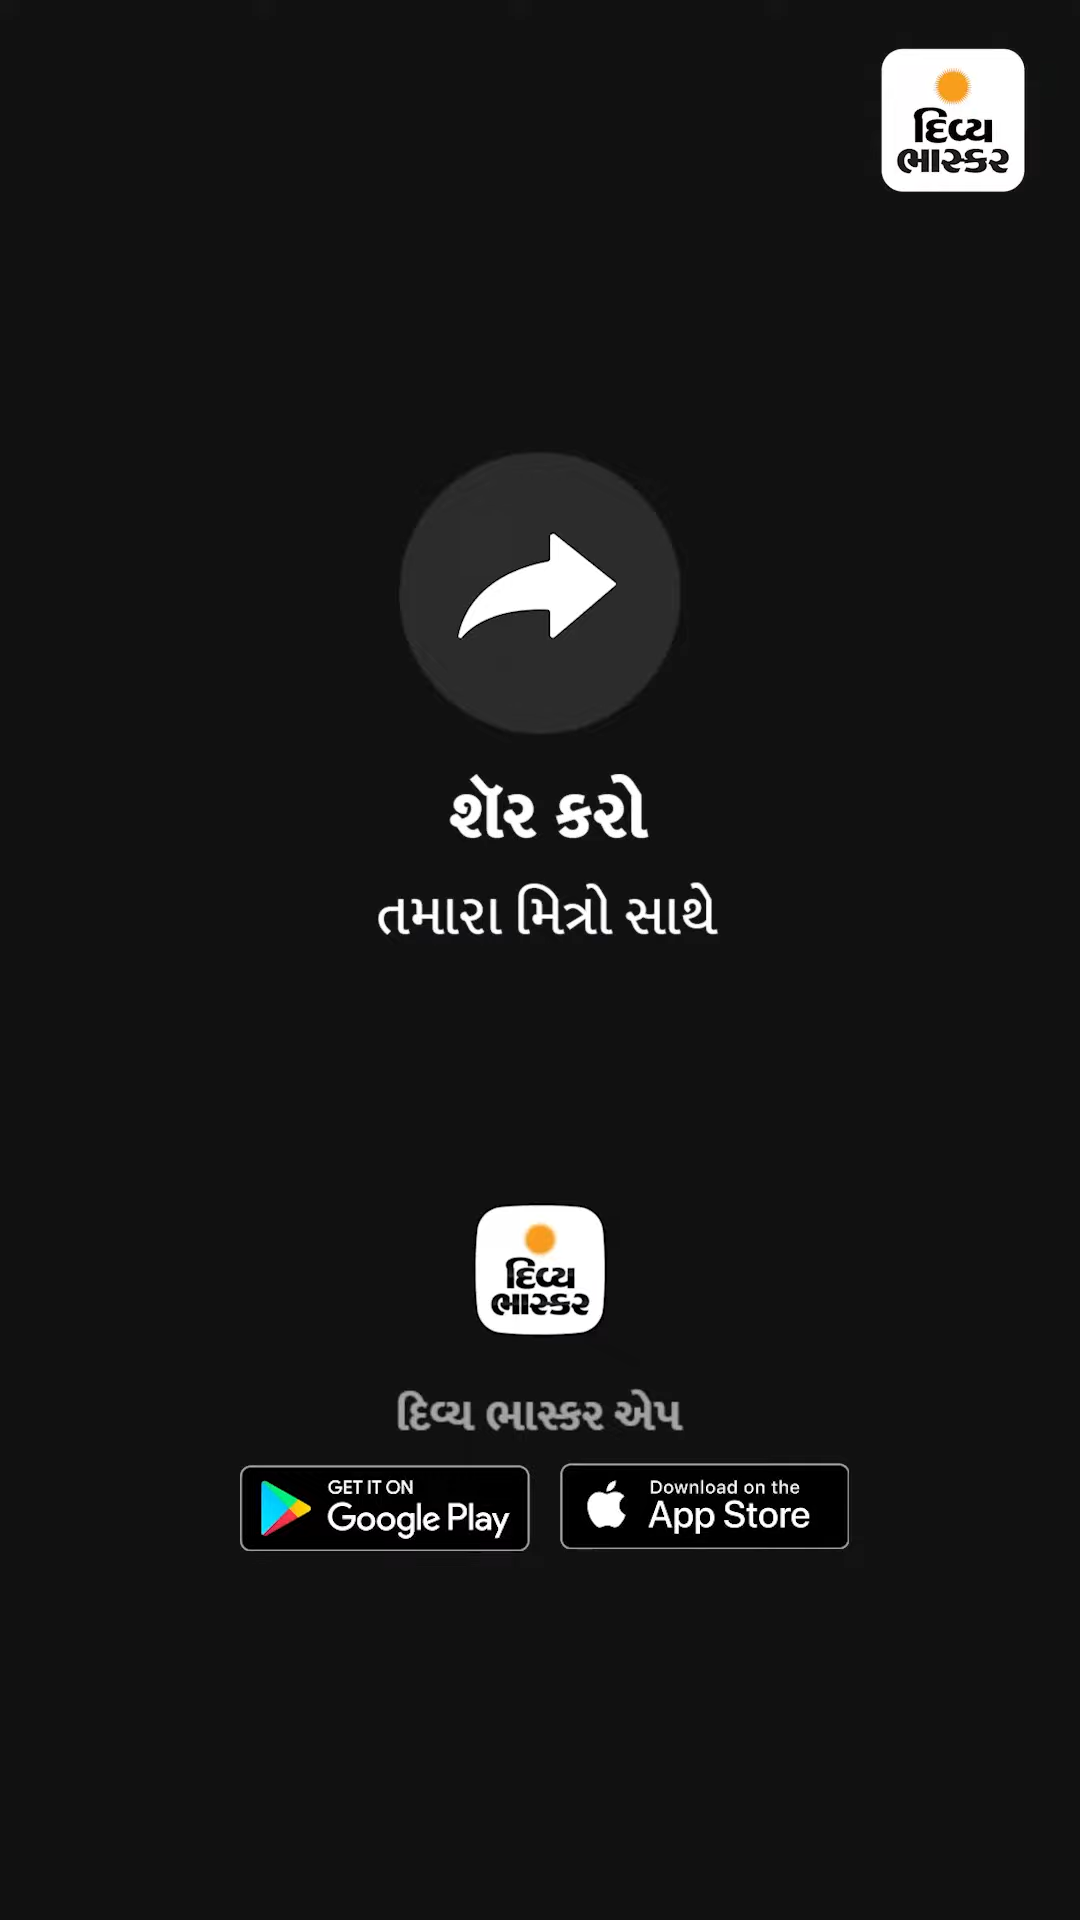 દિવ્ય
ભાસ્કર
શૅર કરો
તમારા મિત્રો સાથે
દિવ્ય
ભાસ્કર
દિવ્ય ભાસ્કર એપ
GET IT ON
Google Play
Download on the
App Store